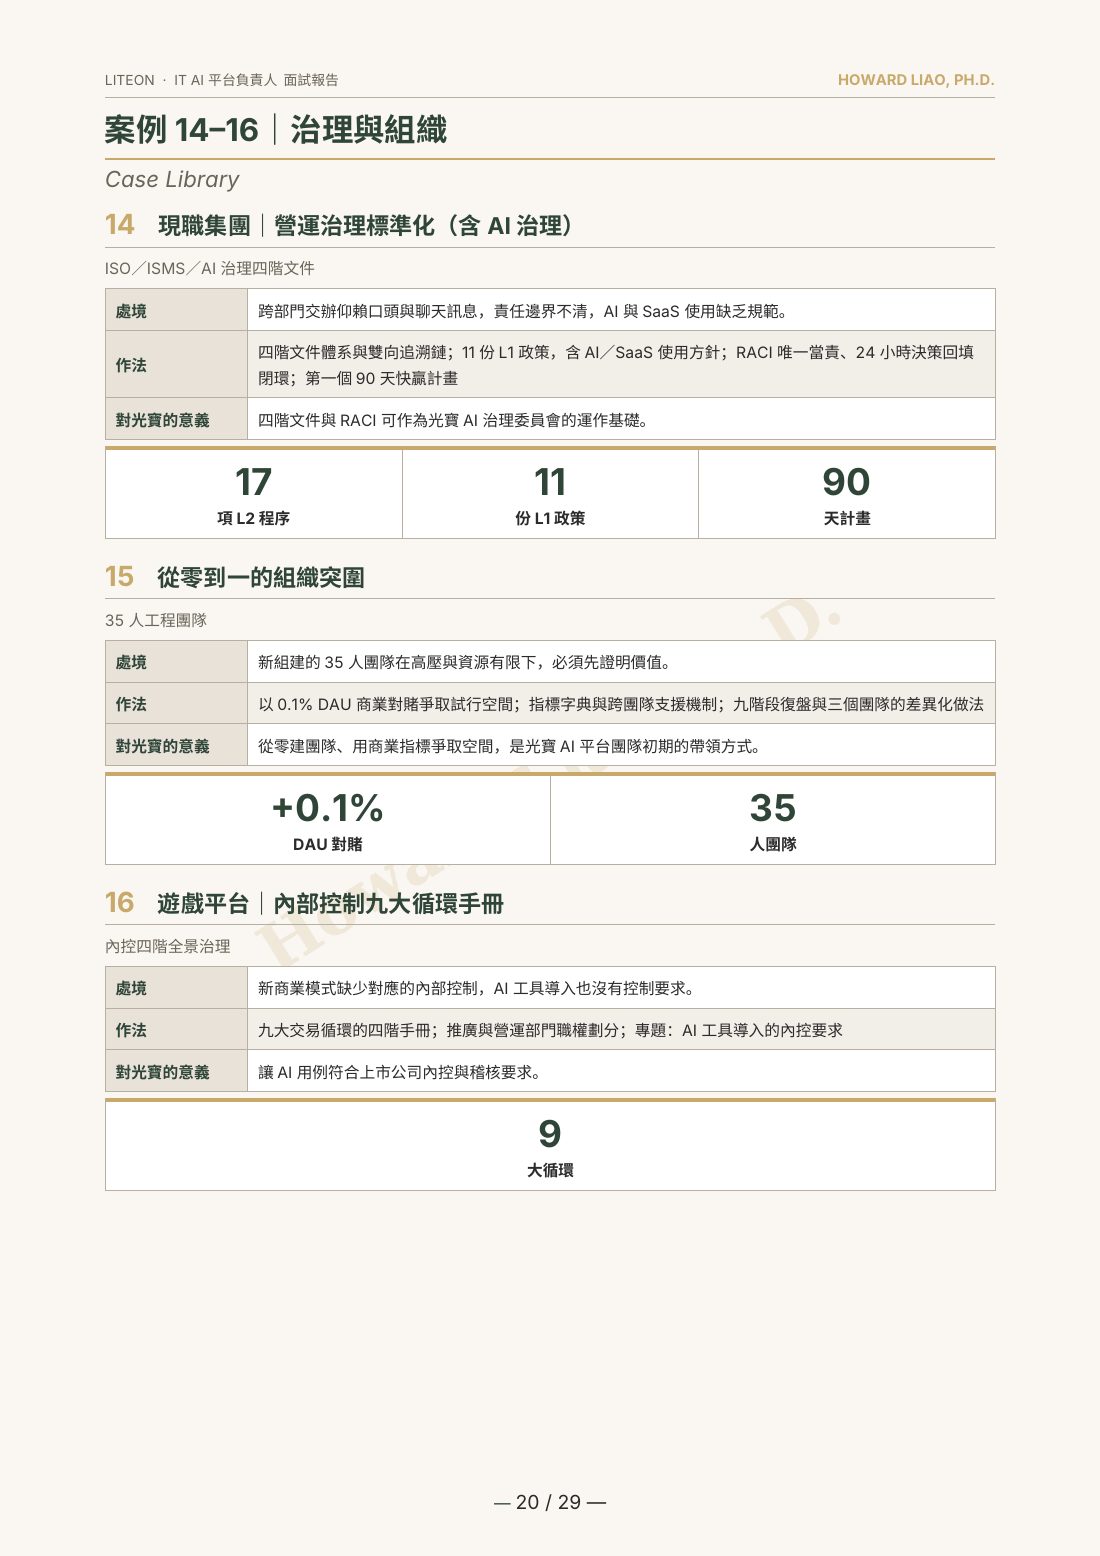 LITEON · IT AI 平台負責人 面試報告
HOWARD LIAO, PH.D.
案例 14–16｜治理與組織
Case Library
14 現職集團｜營運治理標準化（含 AI 治理）
ISO／ISMS／AI 治理四階文件
處境 跨部門交辦仰賴口頭與聊天訊息，責任邊界不清，AI 與 SaaS 使用缺乏規範。
作法 四階文件體系與雙向追溯鏈；11 份 L1 政策，含 AI／SaaS 使用方針；RACI 唯一當責、24 小時決策回填
閉環；第一個 90 天快贏計畫
對光寶的意義 四階文件與 RACI 可作為光寶 AI 治理委員會的運作基礎。
17 11 90
項 L2 程序 份 L1 政策 天計畫
15 從零到一的組織突圍
35 人工程團隊
處境 新組建的 35 人團隊在高壓與資源有限下，必須先證明價值。
作法 以 0.1% DAU 商業對賭爭取試行空間；指標字典與跨團隊支援機制；九階段復盤與三個團隊的差異化做法
對光寶的意義 從零建團隊、用商業指標爭取空間，是光寶 AI 平台團隊初期的帶領方式。
+0.1% 35
DAU 對賭 人團隊
16 遊戲平台｜內部控制九大循環手冊
內控四階全景治理
處境 新商業模式缺少對應的內部控制，AI 工具導入也沒有控制要求。
作法 九大交易循環的四階手冊；推廣與營運部門職權劃分；專題：AI 工具導入的內控要求
對光寶的意義 讓 AI 用例符合上市公司內控與稽核要求。
9
大循環
— 20 / 29 —